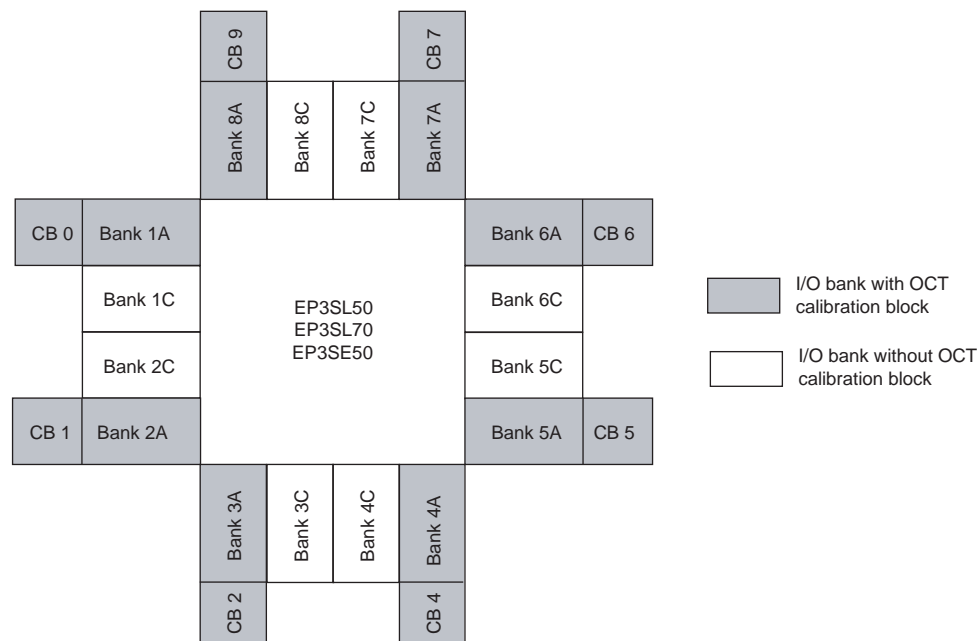 CB 9
CB 7
Bank 8A
Bank 8C
Bank 7C
Bank 7A
CB 0
Bank 1A
Bank 6A
CB 6
Bank 1C
Bank 6C
EP3SL50
EP3SL70
EP3SE50
Bank 2C
Bank 5C
CB 1
Bank 2A
Bank 5A
CB 5
Bank 3A
Bank 3C
Bank 4C
Bank 4A
CB 2
CB 4
I/O bank with OCT
calibration block
I/O bank without OCT
calibration block